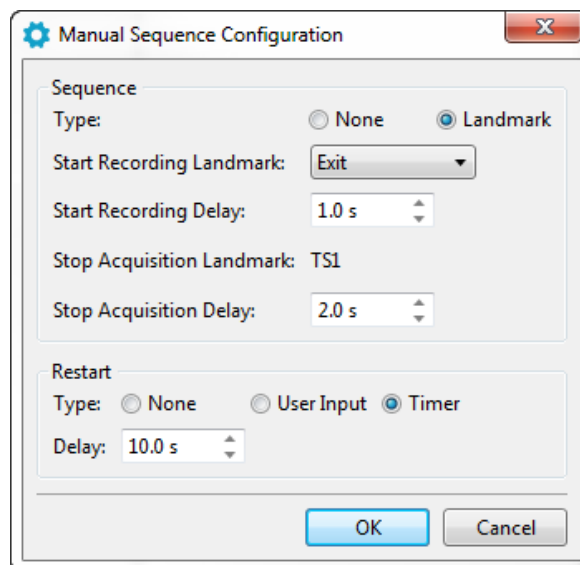 Manual Sequence Configuration
Sequence
Type: None Landmark
Start Recording Landmark: Exit
Start Recording Delay: 1.0 s
Stop Acquisition Landmark: TS1
Stop Acquisition Delay: 2.0 s
Restart
Type: None User Input Timer
Delay: 10.0 s
OK Cancel